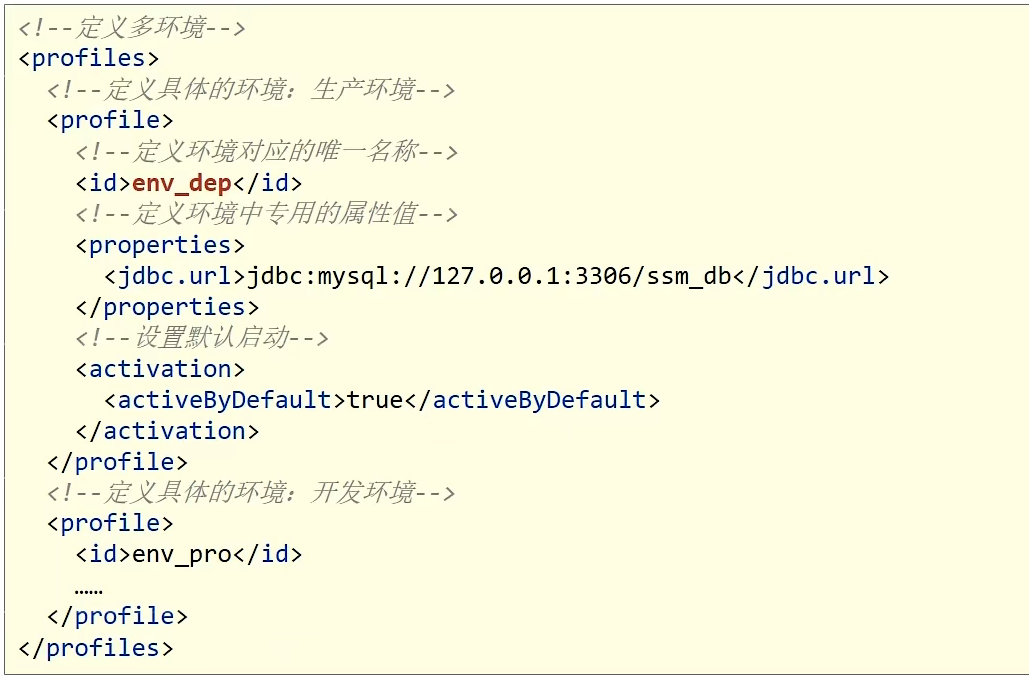 <!--定义多环境-->
<profiles>
<!--定义具体的环境：生产环境-->
<profile>
<!--定义环境对应的唯一名称-->
<id>env_dep</id>
<!--定义环境中专用的属性值-->
<properties>
<jdbc.url>jdbc:mysql://127.0.0.1:3306/ssm_db</jdbc.url>
</properties>
<!--设置默认启动-->
<activation>
<activeByDefault>true</activeByDefault>
</activation>
</profile>
<!--定义具体的环境：开发环境-->
<profile>
<id>env_pro</id>
……
</profile>
</profiles>